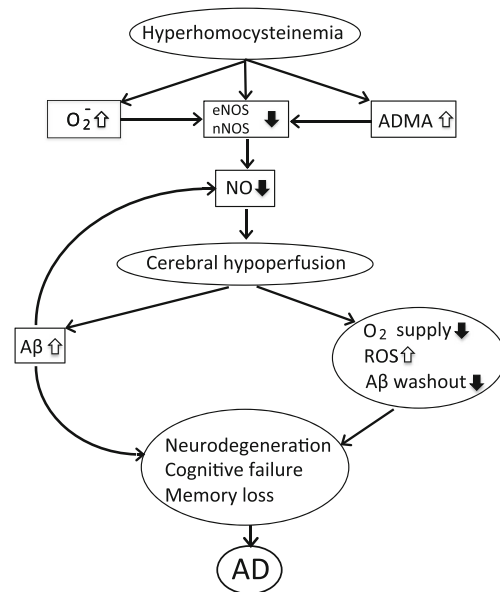 Hyperhomocysteinemia
O₂⁻ ⇧
eNOS
nNOS ⬇
ADMA ⇧
NO ⬇
Cerebral hypoperfusion
Aβ ⇧
O₂ supply ⬇
ROS ⇧
Aβ washout ⬇
Neurodegeneration
Cognitive failure
Memory loss
AD